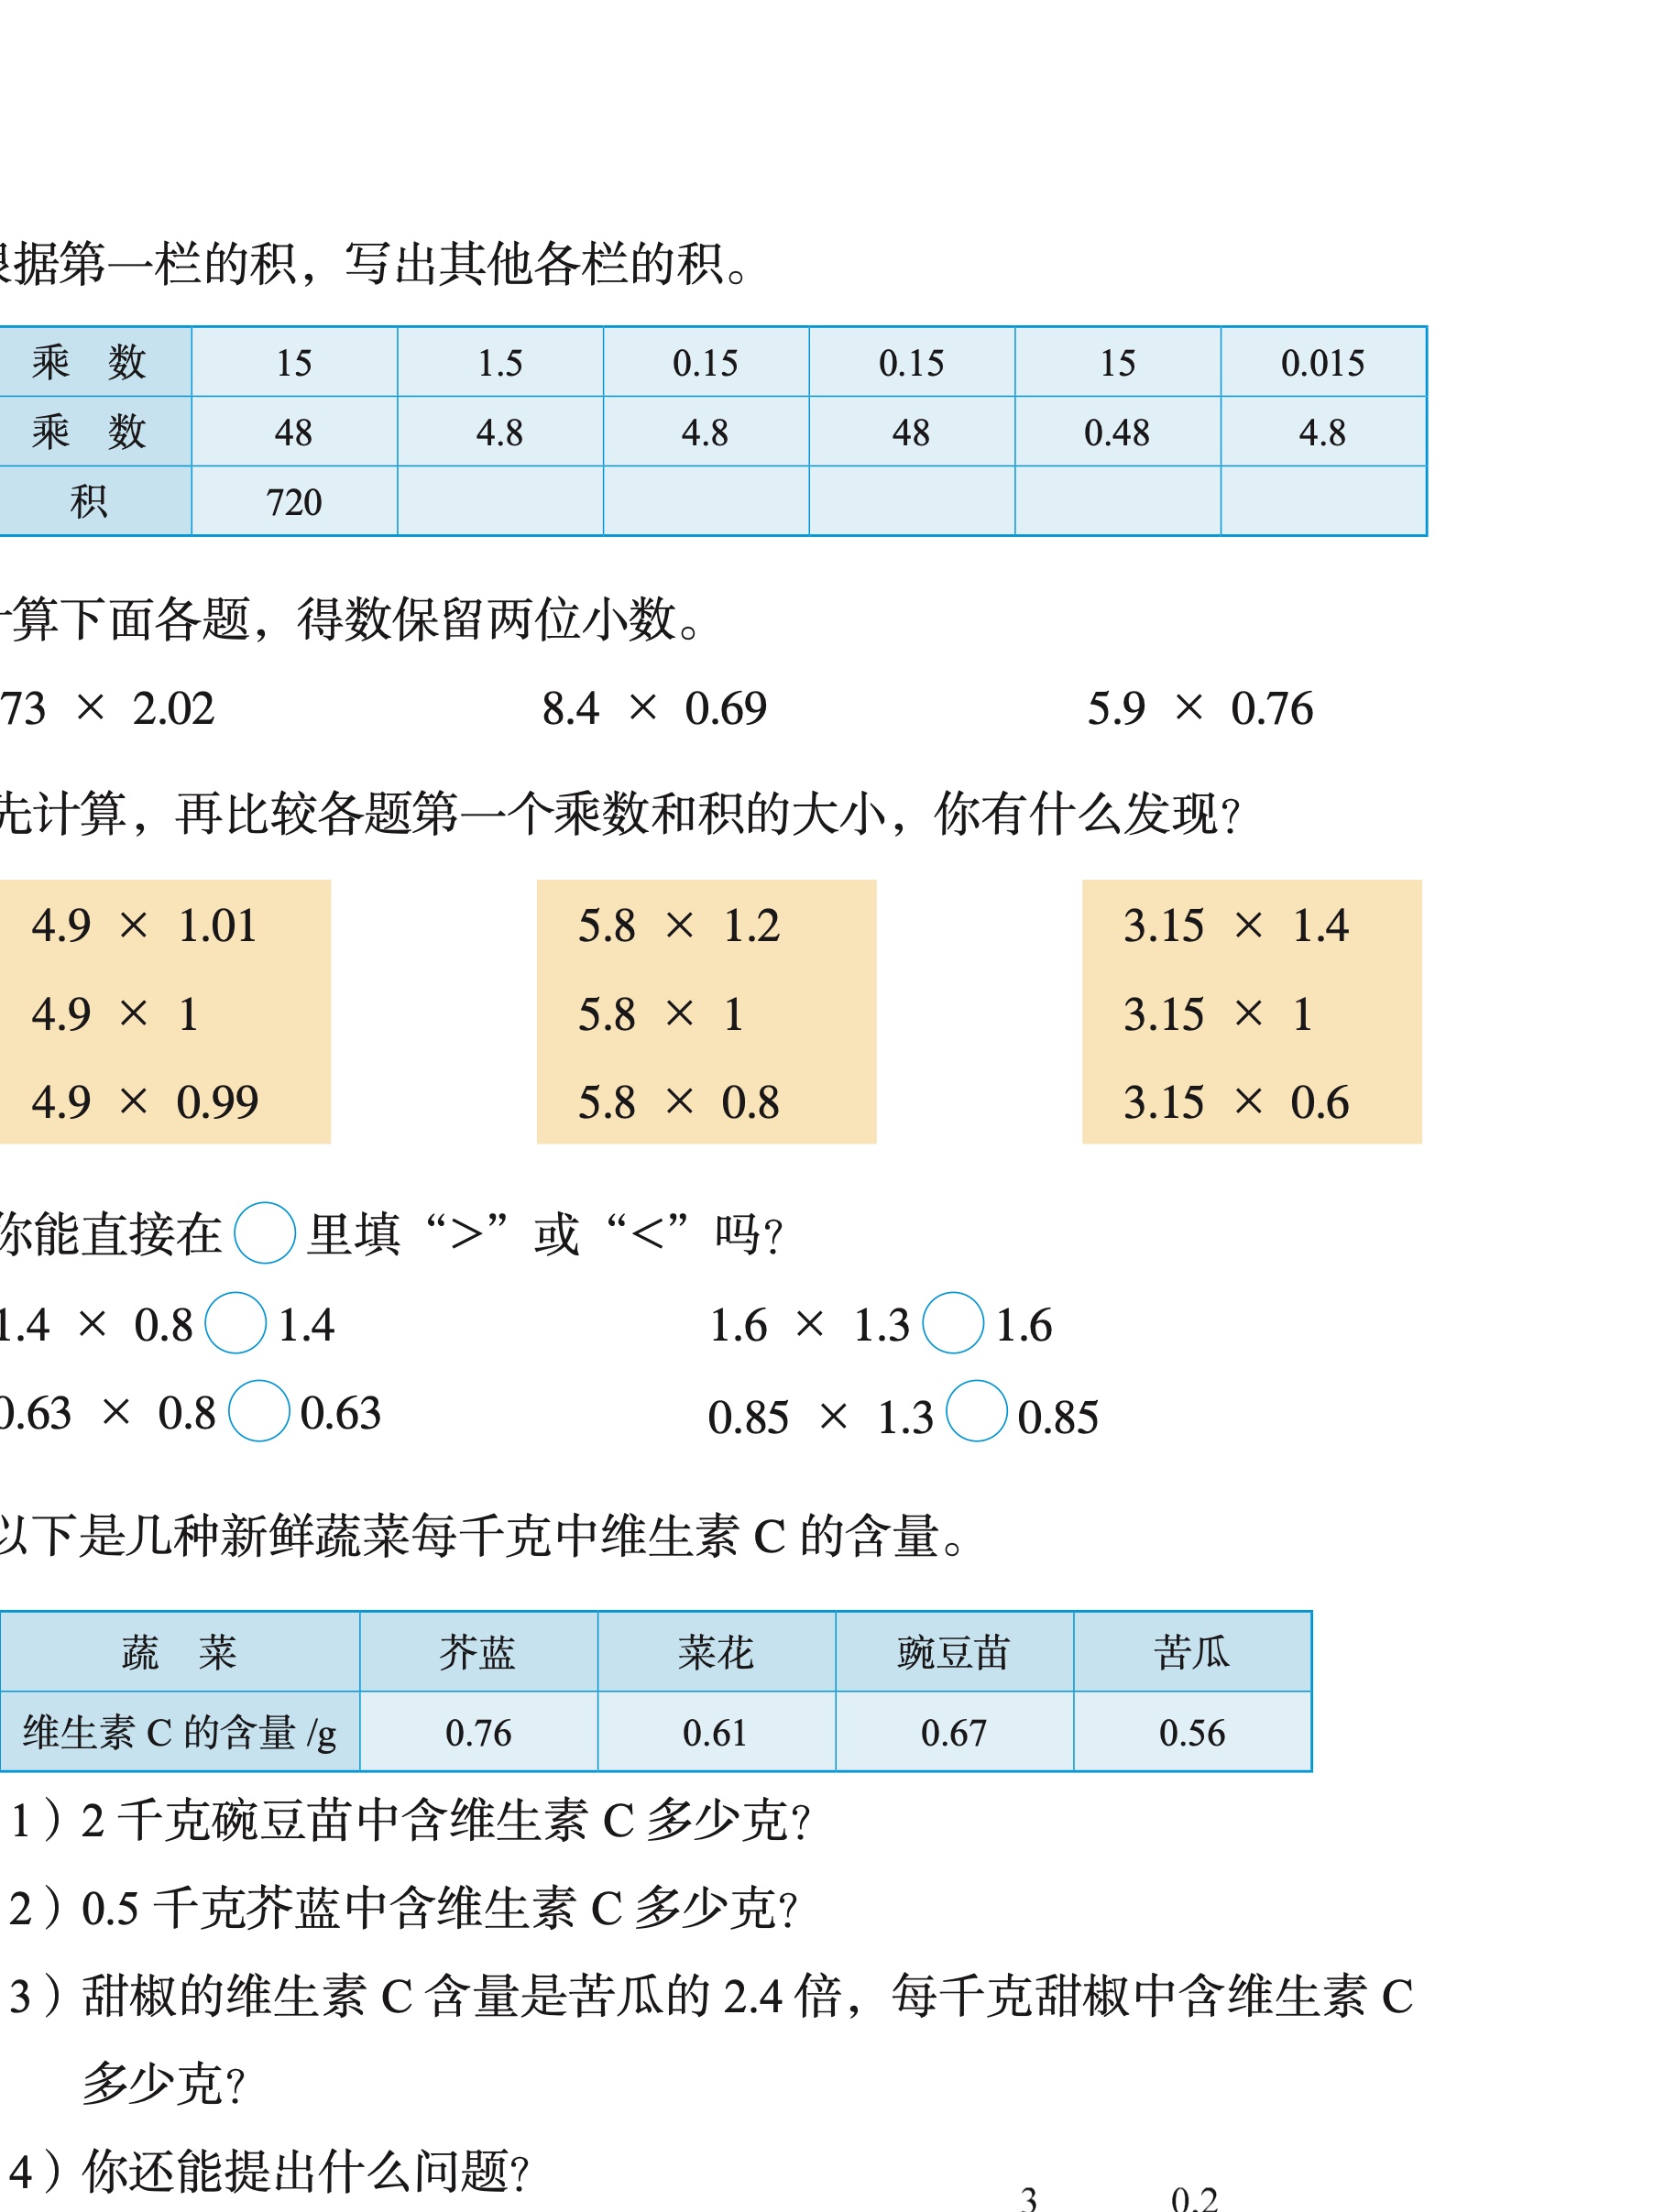 根据第一栏的积，写出其他各栏的积。
乘 数 15 1.5 0.15 0.15 15 0.015
乘 数 48 4.8 4.8 48 0.48 4.8
积 720
计算下面各题，得数保留两位小数。
73 × 2.02 8.4 × 0.69 5.9 × 0.76
先计算，再比较各题第一个乘数和积的大小，你有什么发现？
4.9 × 1.01 5.8 × 1.2 3.15 × 1.4
4.9 × 1 5.8 × 1 3.15 × 1
4.9 × 0.99 5.8 × 0.8 3.15 × 0.6
你能直接在○里填“>”或“<”吗？
1.4 × 0.8○1.4 1.6 × 1.3○1.6
0.63 × 0.8○0.63 0.85 × 1.3○0.85
以下是几种新鲜蔬菜每千克中维生素 C 的含量。
蔬 菜 芥蓝 菜花 豌豆苗 苦瓜
维生素 C 的含量 /g 0.76 0.61 0.67 0.56
1）2 千克碗豆苗中含维生素 C 多少克？
2）0.5 千克芥蓝中含维生素 C 多少克？
3）甜椒的维生素 C 含量是苦瓜的 2.4 倍，每千克甜椒中含维生素 C
多少克？
4）你还能提出什么问题？
3 0.2